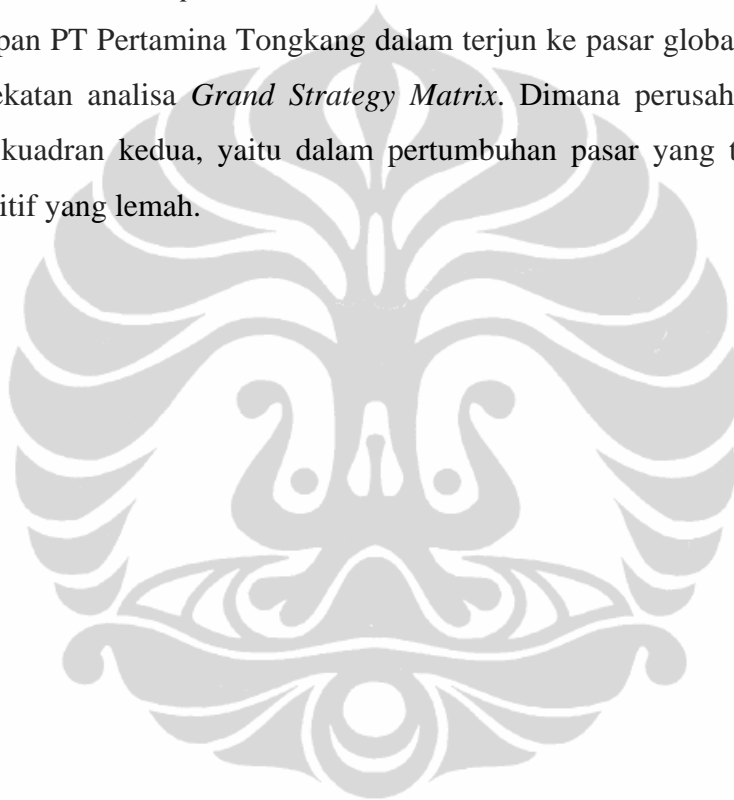 pan PT Pertamina Tongkang dalam terjun ke pasar globa
ekatan analisa Grand Strategy Matrix. Dimana perusah
kuadran kedua, yaitu dalam pertumbuhan pasar yang t
itif yang lemah.